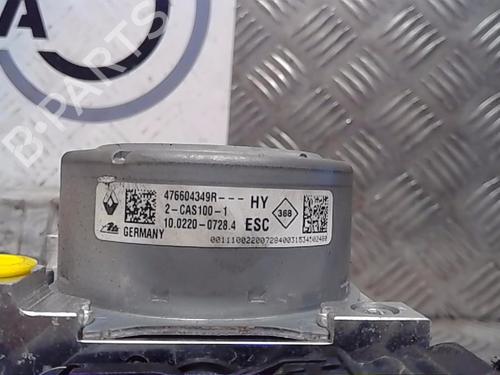 A
B-PARTS
476604349R--- HY
2-CAS100-1
10.0220-0728.4 ESC
GERMANY
368